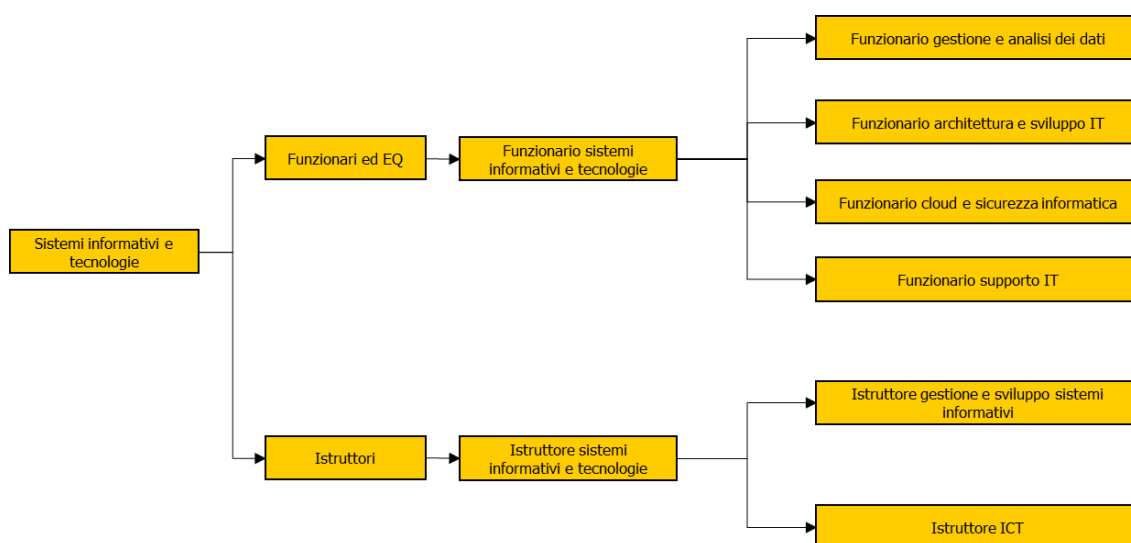 Sistemi informativi e
tecnologie
Funzionari ed EQ
Funzionario sistemi
informativi e tecnologie
Funzionario gestione e analisi dei dati
Funzionario architettura e sviluppo IT
Funzionario cloud e sicurezza informatica
Funzionario supporto IT
Istruttori
Istruttore sistemi
informativi e tecnologie
Istruttore gestione e sviluppo sistemi
informativi
Istruttore ICT